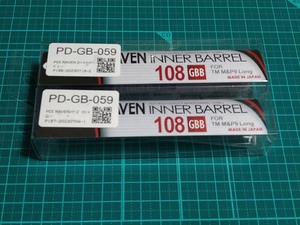 PD-GB-059
VEN iNNER BARREL
108 GBB
FOR
TM M&P9 Long
MADE IN JAPAN
PD-GB-059
VEN iNNER BARREL
108 GBB
FOR
TM M&P9 Long
MADE IN JAPAN